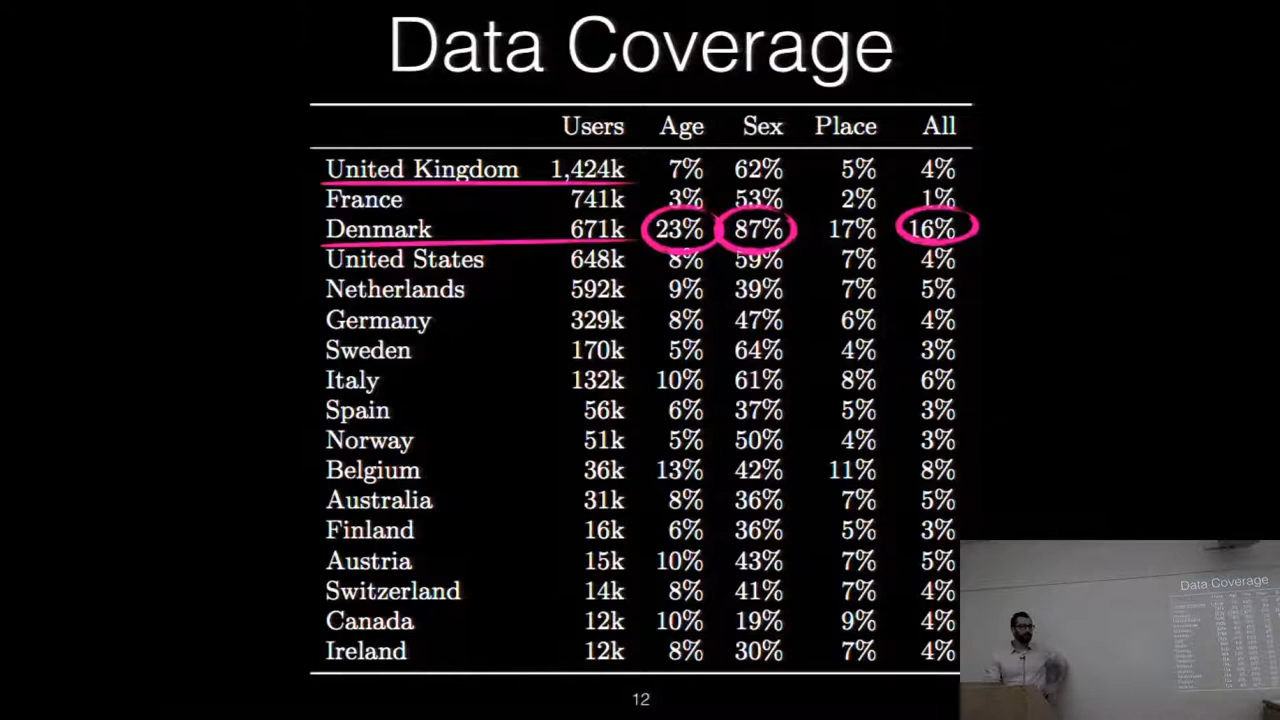 Data Coverage
Users Age Sex Place All
United Kingdom 1,424k 7% 62% 5% 4%
France 741k 3% 53% 2% 1%
Denmark 671k 23% 87% 17% 16%
United States 648k 8% 59% 7% 4%
Netherlands 592k 9% 39% 7% 5%
Germany 329k 8% 47% 6% 4%
Sweden 170k 5% 64% 4% 3%
Italy 132k 10% 61% 8% 6%
Spain 56k 6% 37% 5% 3%
Norway 51k 5% 50% 4% 3%
Belgium 36k 13% 42% 11% 8%
Australia 31k 8% 36% 7% 5%
Finland 16k 6% 36% 5% 3%
Austria 15k 10% 43% 7% 5%
Switzerland 14k 8% 41% 7% 4%
Canada 12k 10% 19% 9% 4%
Ireland 12k 8% 30% 7% 4%
12
Data Coverage